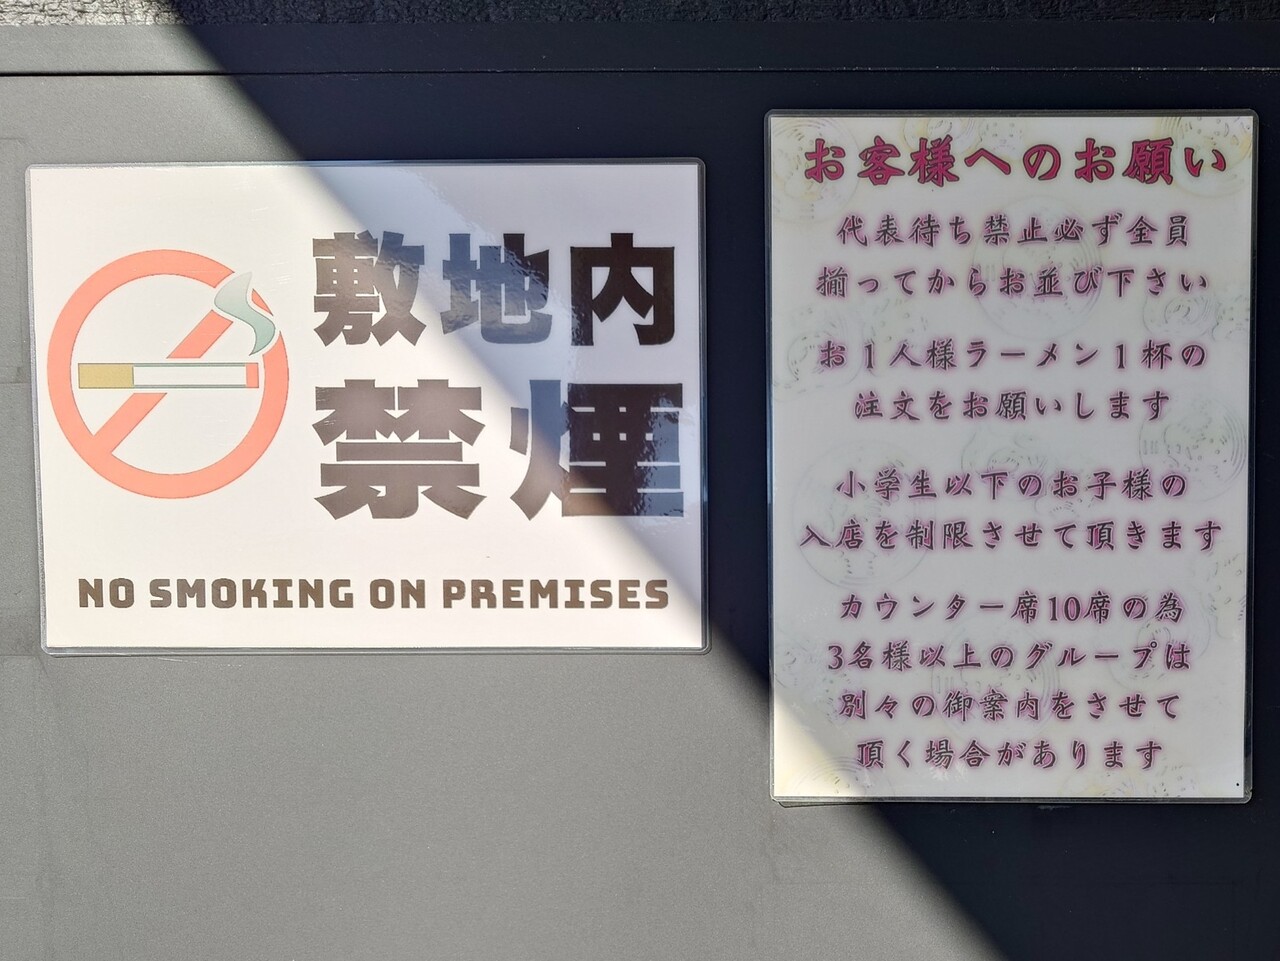 敷地内
禁煙
NO SMOKING ON PREMISES
お客様へのお願い
代表待ち禁止必ず全員
揃ってからお並び下さい
お1人様ラーメン1杯の
注文をお願いします
小学生以下のお子様の
入店を制限させて頂きます
カウンター席10席の為
3名様以上のグループは
別々の御案内をさせて
頂く場合があります